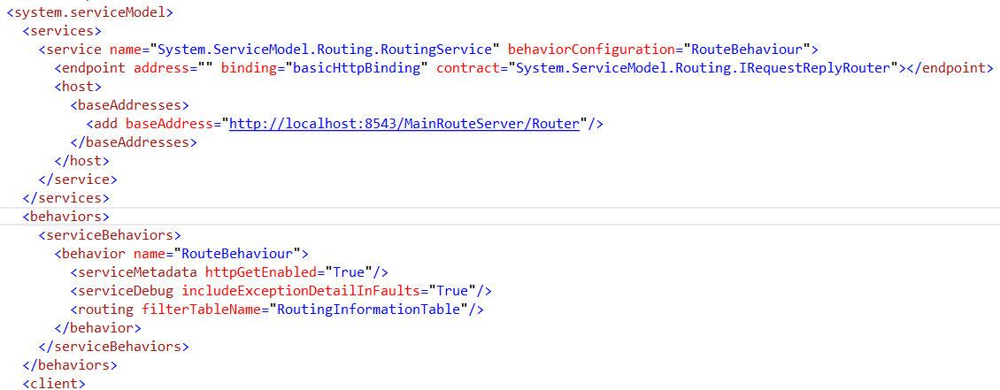 <system.serviceModel>
<services>
<service name="System.ServiceModel.Routing.RoutingService" behaviorConfiguration="RouteBehaviour">
<endpoint address="" binding="basicHttpBinding" contract="System.ServiceModel.Routing.IRequestReplyRouter"></endpoint>
<host>
<baseAddresses>
<add baseAddress="http://localhost:8543/MainRouteServer/Router"/>
</baseAddresses>
</host>
</service>
</services>
<behaviors>
<serviceBehaviors>
<behavior name="RouteBehaviour">
<serviceMetadata httpGetEnabled="True"/>
<serviceDebug includeExceptionDetailInFaults="True"/>
<routing filterTableName="RoutingInformationTable"/>
</behavior>
</serviceBehaviors>
</behaviors>
<client>